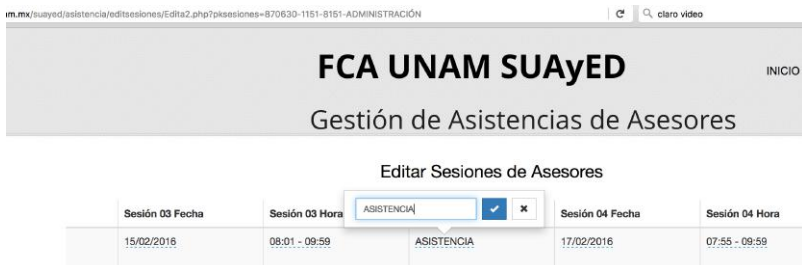 um.mx/suayed/asistencia/editsesiones/Edita2.php?pksesiones=870630-1151-8151-ADMINISTRACIÓN
claro video
FCA UNAM SUAyED
INICIO
Gestión de Asistencias de Asesores
Editar Sesiones de Asesores
ASISTENCIA
Sesión 03 Fecha Sesión 03 Hora Sesión 04 Fecha Sesión 04 Hora
15/02/2016 08:01 - 09:59 ASISTENCIA 17/02/2016 07:55 - 09:59